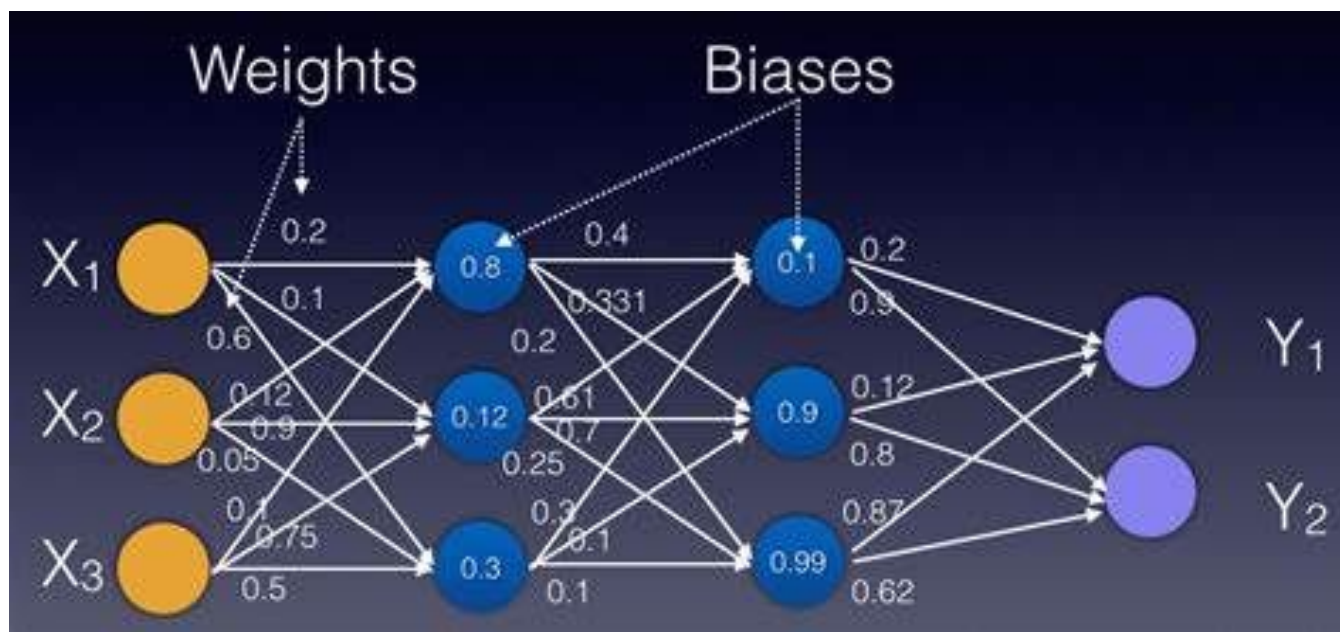 Weights Biases
0.2 0.4
X₁ 0.8 0.1 0.2
0.1 0.331 0.9
0.6 0.2 Y₁
0.12 0.61 0.12
X₂ 0.12 0.9
0.9 0.7 0.8
0.05 0.25
0.1 0.3 0.87 Y₂
0.75 0.1
X₃ 0.3 0.99
0.5 0.1 0.62